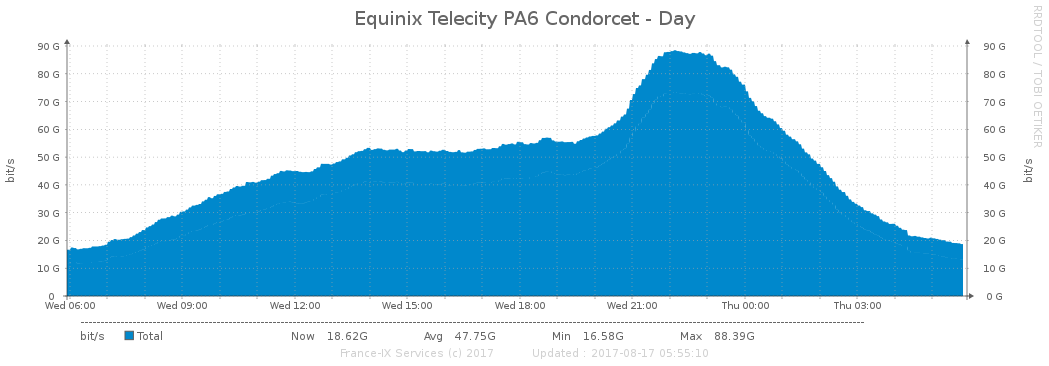 Equinix Telecity PA6 Condorcet - Day
RRDTOOL / TOBI OETIKER
90 G 90 G
80 G 80 G
70 G 70 G
60 G 60 G
50 G 50 G
40 G 40 G
30 G 30 G
20 G 20 G
10 G 10 G
0 0 G
bit/s bit/s
Wed 06:00 Wed 09:00 Wed 12:00 Wed 15:00 Wed 18:00 Wed 21:00 Thu 00:00 Thu 03:00
bit/s Total Now 18.62G Avg 47.75G Min 16.58G Max 88.39G
France-IX Services (c) 2017 Updated : 2017-08-17 05:55:10